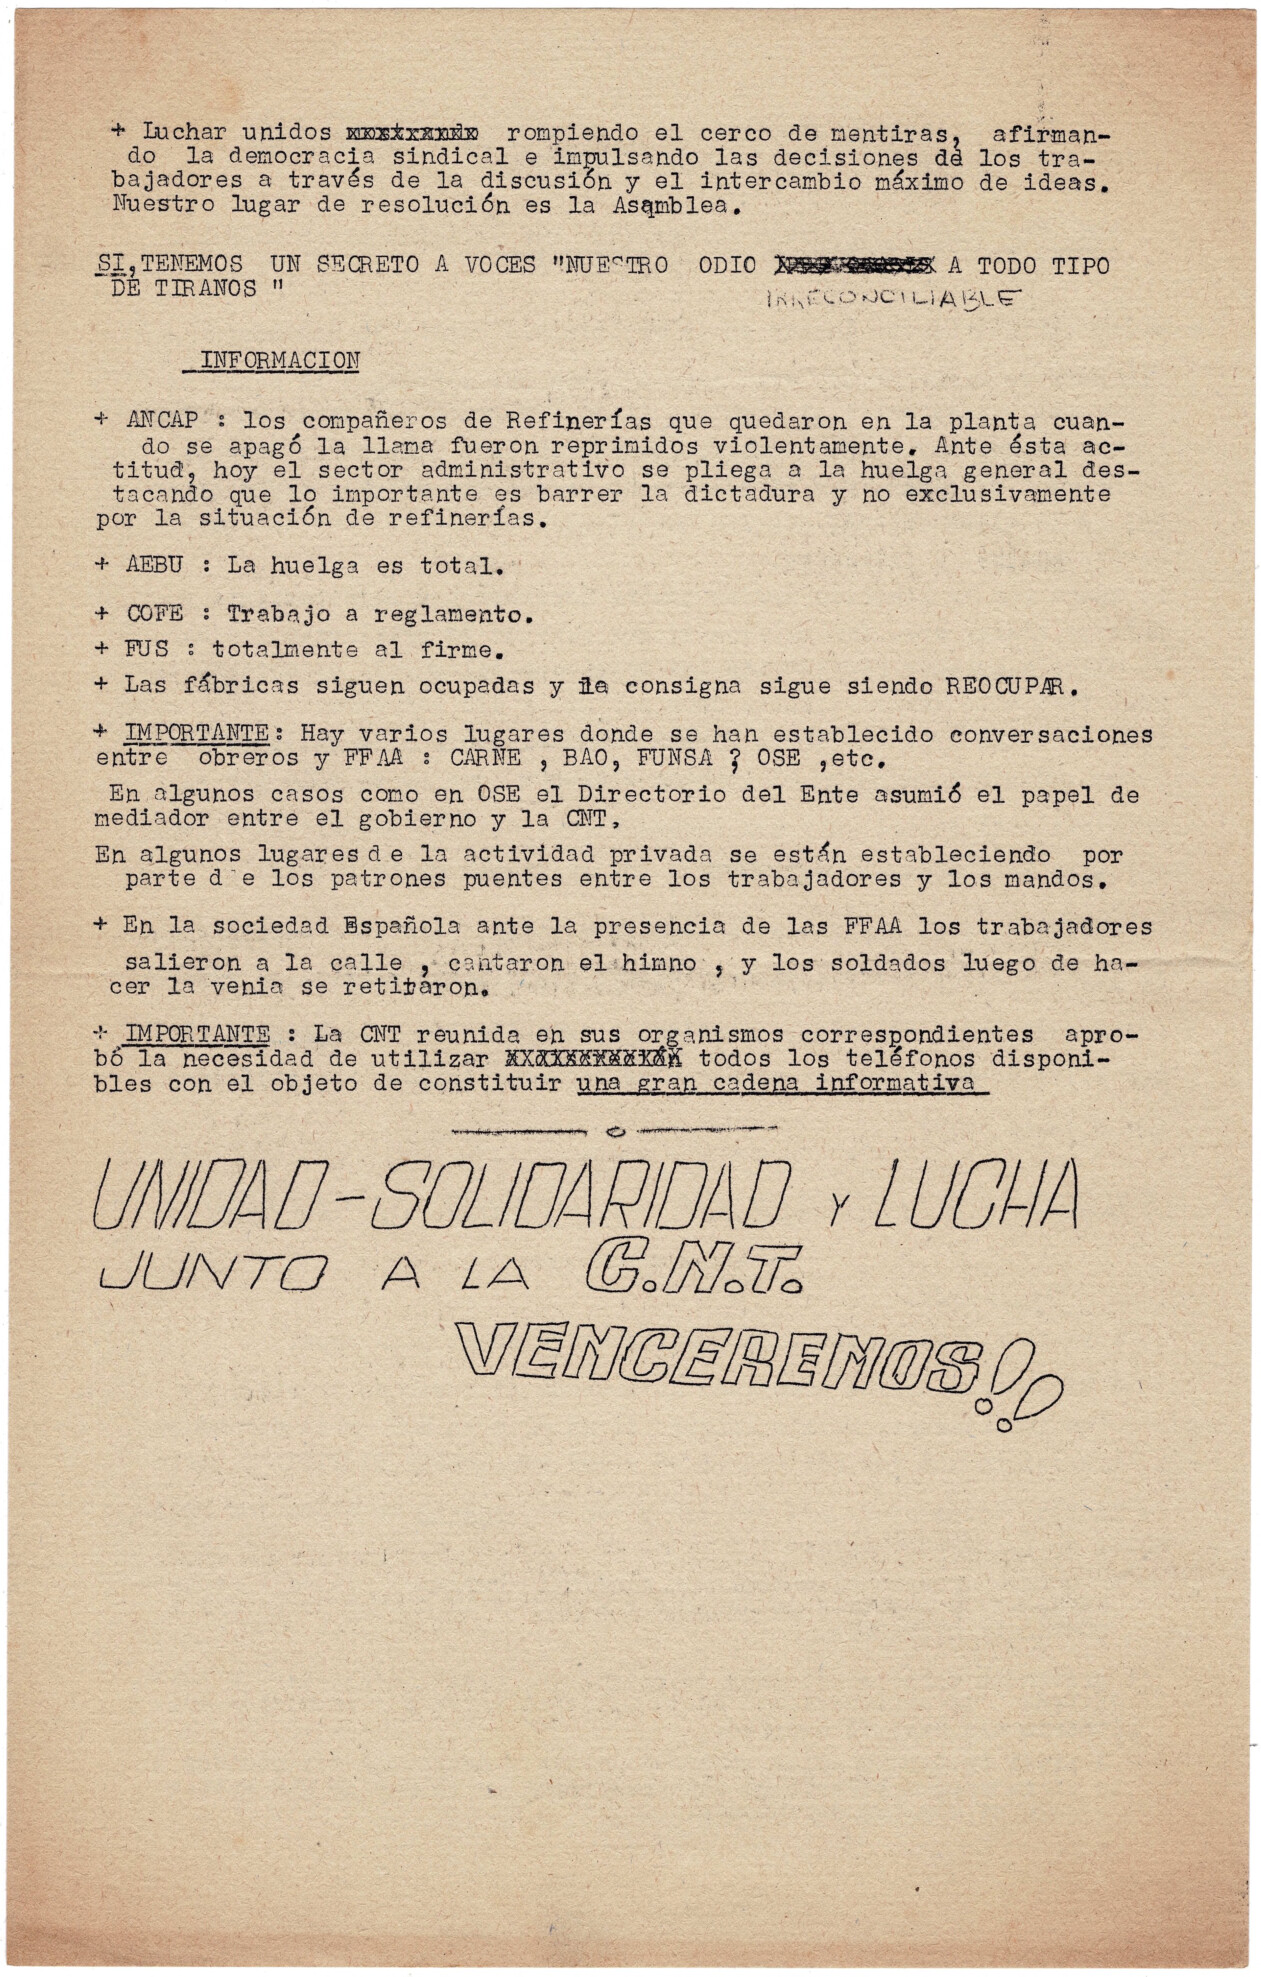 + Luchar unidos rompiendo el cerco de mentiras, afirman-
do la democracia sindical e impulsando las decisiones de los tra-
bajadores a través de la discusión y el intercambio máximo de ideas.
Nuestro lugar de resolución es la Asamblea.
SI, TENEMOS UN SECRETO A VOCES "NUESTRO ODIO A TODO TIPO
DE TIRANOS "
IRRECONCILIABLE
INFORMACION
+ ANCAP : los compañeros de Refinerías que quedaron en la planta cuan-
do se apagó la llama fueron reprimidos violentamente. Ante ésta ac-
titud, hoy el sector administrativo se pliega a la huelga general des-
tacando que lo importante es barrer la dictadura y no exclusivamente
por la situación de refinerías.
+ AEBU : La huelga es total.
+ COFE : Trabajo a reglamento.
+ FUS : totalmente al firme.
+ Las fábricas siguen ocupadas y la consigna sigue siendo REOCUPAR.
+ IMPORTANTE: Hay varios lugares donde se han establecido conversaciones
entre obreros y FFAA : CARNE , BAO, FUNSA ? OSE ,etc.
En algunos casos como en OSE el Directorio del Ente asumió el papel de
mediador entre el gobierno y la CNT,
En algunos lugares d e la actividad privada se están estableciendo por
parte d e los patrones puentes entre los trabajadores y los mandos.
+ En la sociedad Española ante la presencia de las FFAA los trabajadores
salieron a la calle , cantaron el himno , y los soldados luego de ha-
cer la venia se retiraron.
+ IMPORTANTE : La CNT reunida en sus organismos correspondientes apro-
bó la necesidad de utilizar todos los teléfonos disponi-
bles con el objeto de constituir una gran cadena informativa
UNIDAD-SOLIDARIDAD Y LUCHA
JUNTO A LA C.N.T.
VENCEREMOS!!